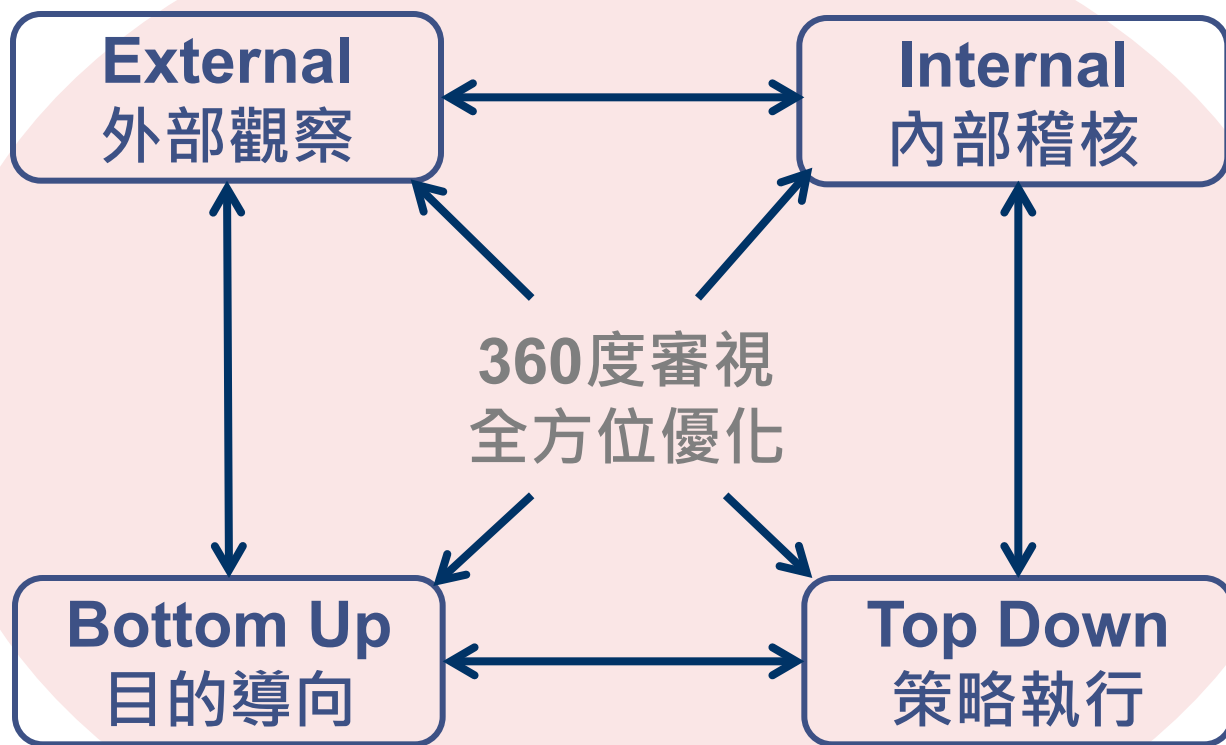 External
外部觀察
Internal
內部稽核
360度審視
全方位優化
Bottom Up
目的導向
Top Down
策略執行